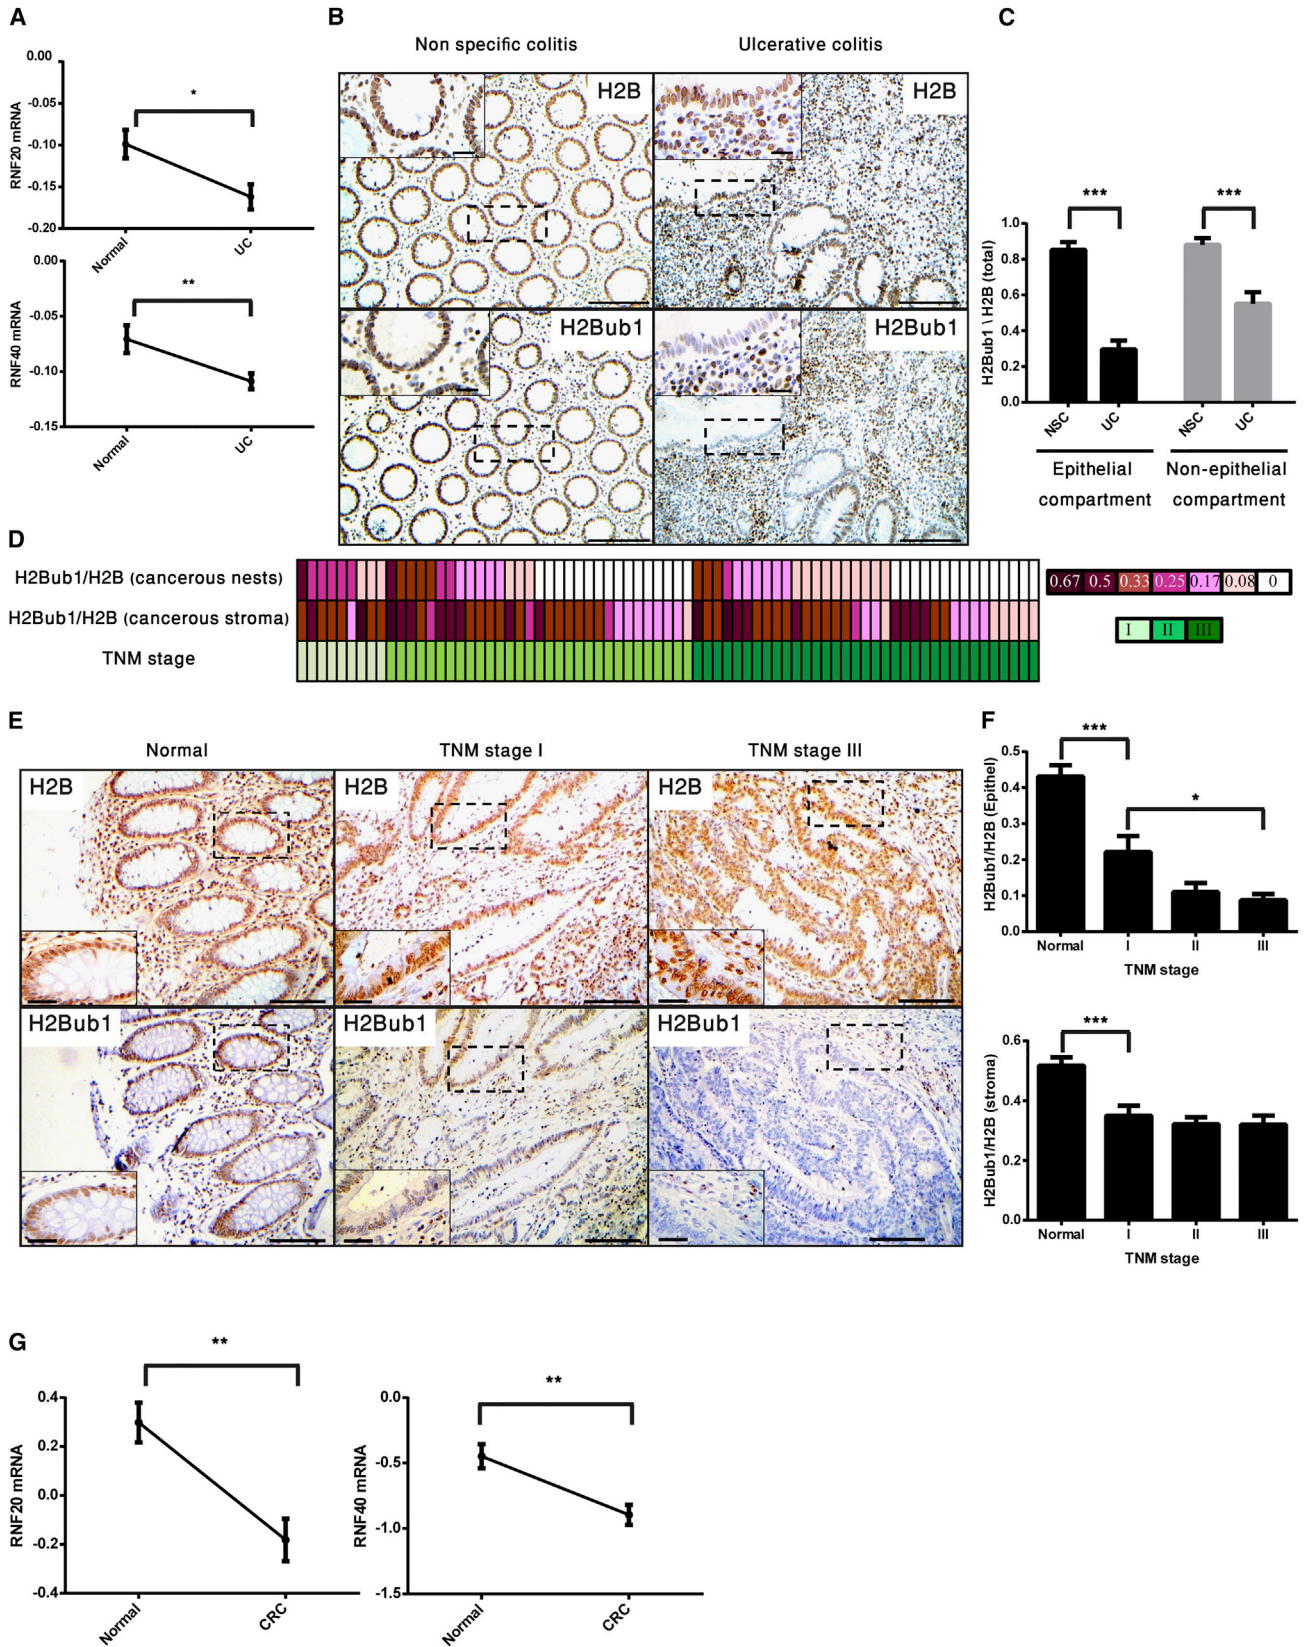 A
0.00
-0.05
-0.10
-0.15
-0.20
RNF20 mRNA
*
Normal
UC
0.00
-0.05
-0.10
-0.15
RNF40 mRNA
**
Normal
UC
B
Non specific colitis
Ulcerative colitis
H2B
H2B
H2Bub1
H2Bub1
C
H2Bub1 \ H2B (total)
1.0
0.8
0.6
0.4
0.2
0.0
***
***
NSC
UC
NSC
UC
Epithelial
compartment
Non-epithelial
compartment
D
H2Bub1/H2B (cancerous nests)
H2Bub1/H2B (cancerous stroma)
TNM stage
0.67 0.5 0.33 0.25 0.17 0.08 0
I II III
E
Normal
TNM stage I
TNM stage III
H2B
H2B
H2B
H2Bub1
H2Bub1
H2Bub1
F
H2Bub1/H2B (Epithel)
0.5
0.4
0.3
0.2
0.1
0.0
***
*
Normal
I
II
III
TNM stage
H2Bub1/H2B (stroma)
0.6
0.4
0.2
0.0
***
Normal
I
II
III
TNM stage
G
RNF20 mRNA
0.4
0.2
0.0
-0.2
-0.4
**
Normal
CRC
RNF40 mRNA
0.0
-0.5
-1.0
-1.5
**
Normal
CRC